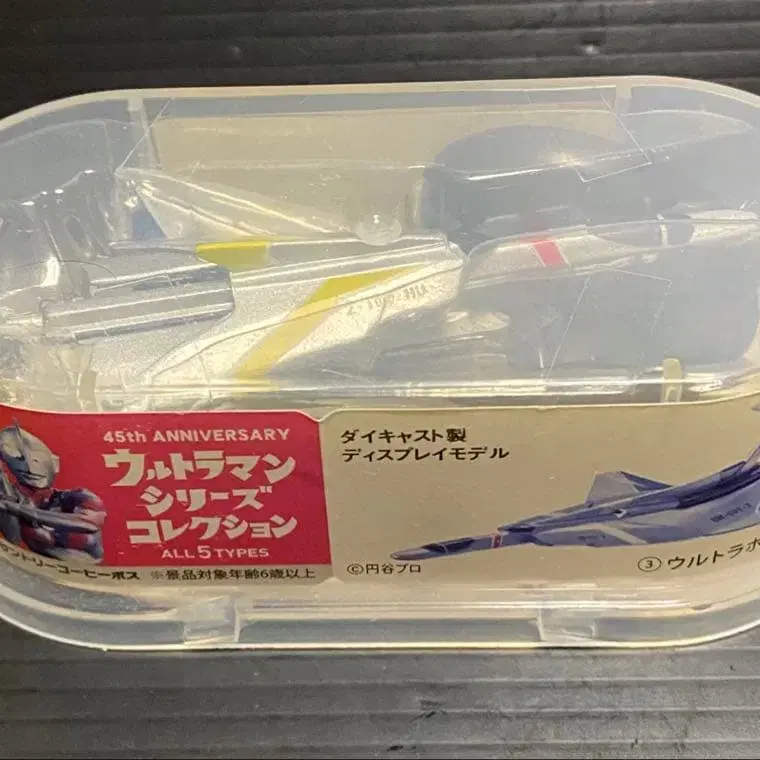 45th ANNIVERSARY
ウルトラマン
シリーズ
コレクション
ALL 5 TYPES
ントリーコーヒーボス ※景品対象年齢6歳以上
ダイキャスト製
ディスプレイモデル
©円谷プロ
③ ウルトラホ